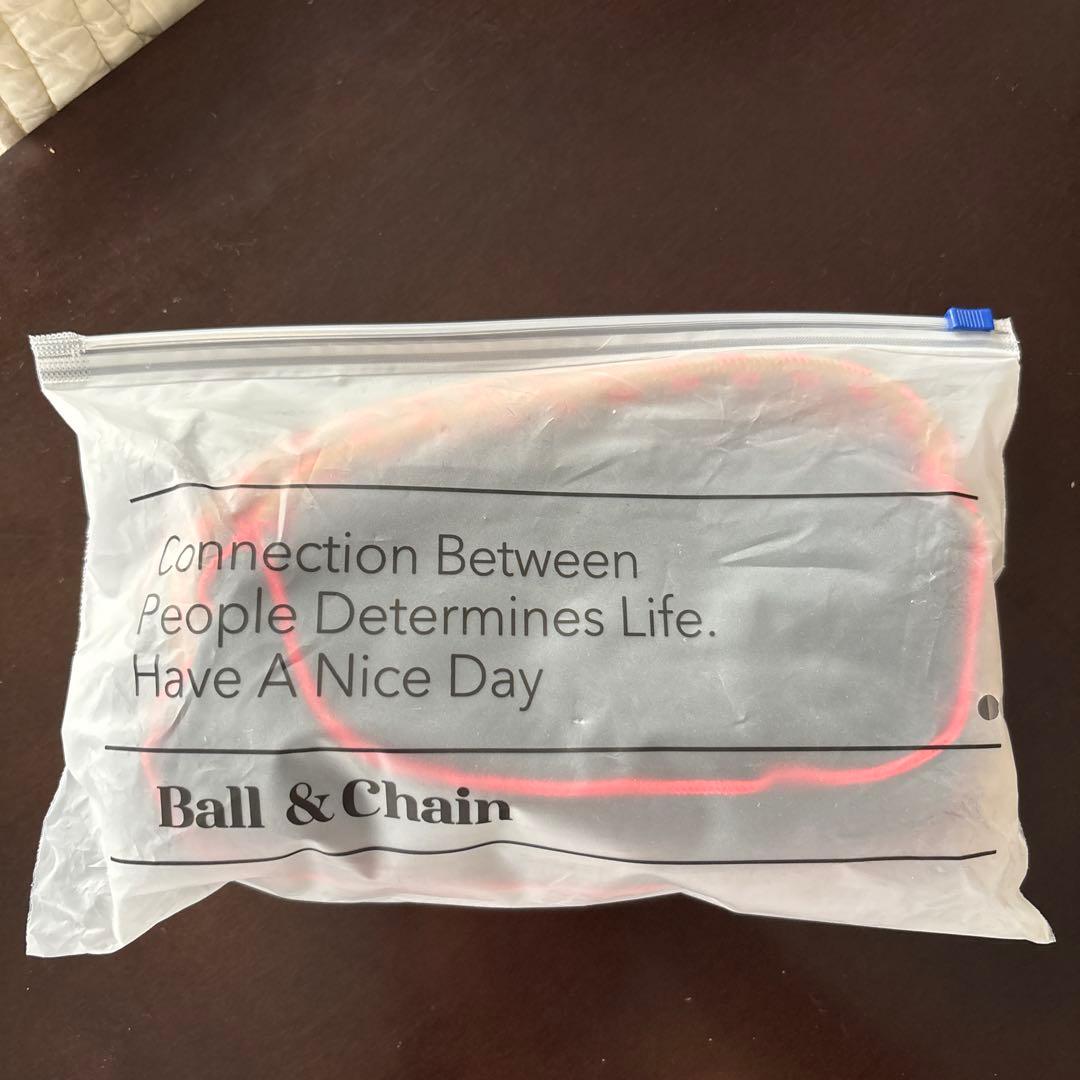 Connection Between
People Determines Life.
Have A Nice Day
Ball & Chain